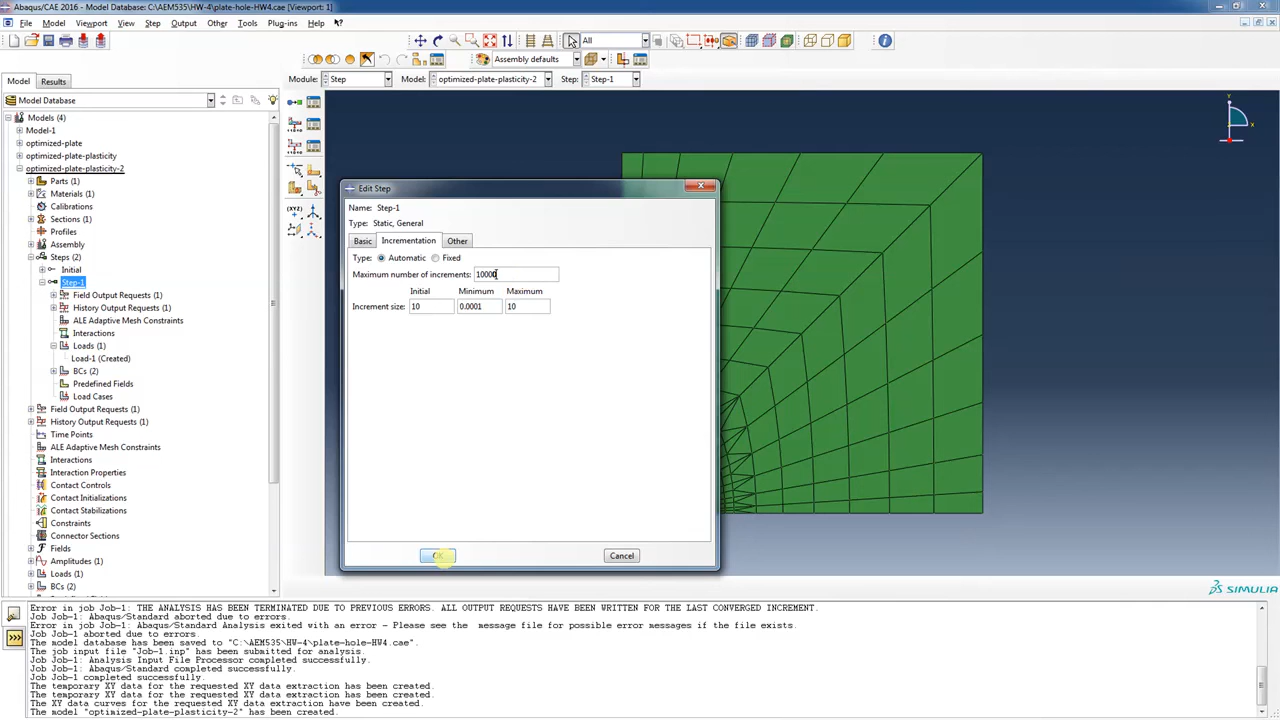 Abaqus/CAE 2016 - Model Database: C:\AEM535\HW-4\plate-hole-HW4.cae [Viewport: 1]
File Model Viewport View Step Output Other Tools Plug-ins Help
All
Assembly defaults
Model Results
Module: Step Model: optimized-plate-plasticity-2 Step: Step-1
Model Database
Models (4)
Model-1
optimized-plate
optimized-plate-plasticity
optimized-plate-plasticity-2
Parts (1)
Materials (1)
Calibrations
Sections (1)
Profiles
Assembly
Steps (2)
Initial
Step-1
Field Output Requests (1)
History Output Requests (1)
ALE Adaptive Mesh Constraints
Interactions
Loads (1)
Load-1 (Created)
BCs (2)
Predefined Fields
Load Cases
Field Output Requests (1)
History Output Requests (1)
Time Points
ALE Adaptive Mesh Constraints
Interactions
Interaction Properties
Contact Controls
Contact Initializations
Contact Stabilizations
Constraints
Connector Sections
Fields
Amplitudes (1)
Loads (1)
BCs (2)
Edit Step
Name: Step-1
Type: Static, General
Basic Incrementation Other
Type: Automatic Fixed
Maximum number of increments: 10000
Initial Minimum Maximum
Increment size: 10 0.0001 10
OK Cancel
Y
X
SIMULIA
Error in job Job-1: THE ANALYSIS HAS BEEN TERMINATED DUE TO PREVIOUS ERRORS. ALL OUTPUT REQUESTS HAVE BEEN WRITTEN FOR THE LAST CONVERGED INCREMENT.
Job Job-1: Abaqus/Standard aborted due to errors.
Error in job Job-1: Abaqus/Standard Analysis exited with an error - Please see the message file for possible error messages if the file exists.
Job Job-1 aborted due to errors.
The model database has been saved to "C:\AEM535\HW-4\plate-hole-HW4.cae".
The job input file "Job-1.inp" has been submitted for analysis.
Job Job-1: Analysis Input File Processor completed successfully.
Job Job-1: Abaqus/Standard completed successfully.
Job Job-1 completed successfully.
The temporary XY data for the requested XY data extraction has been created.
The temporary XY data for the requested XY data extraction has been created.
The XY data curves for the requested XY data extraction have been created.
The model "optimized-plate-plasticity-2" has been created.